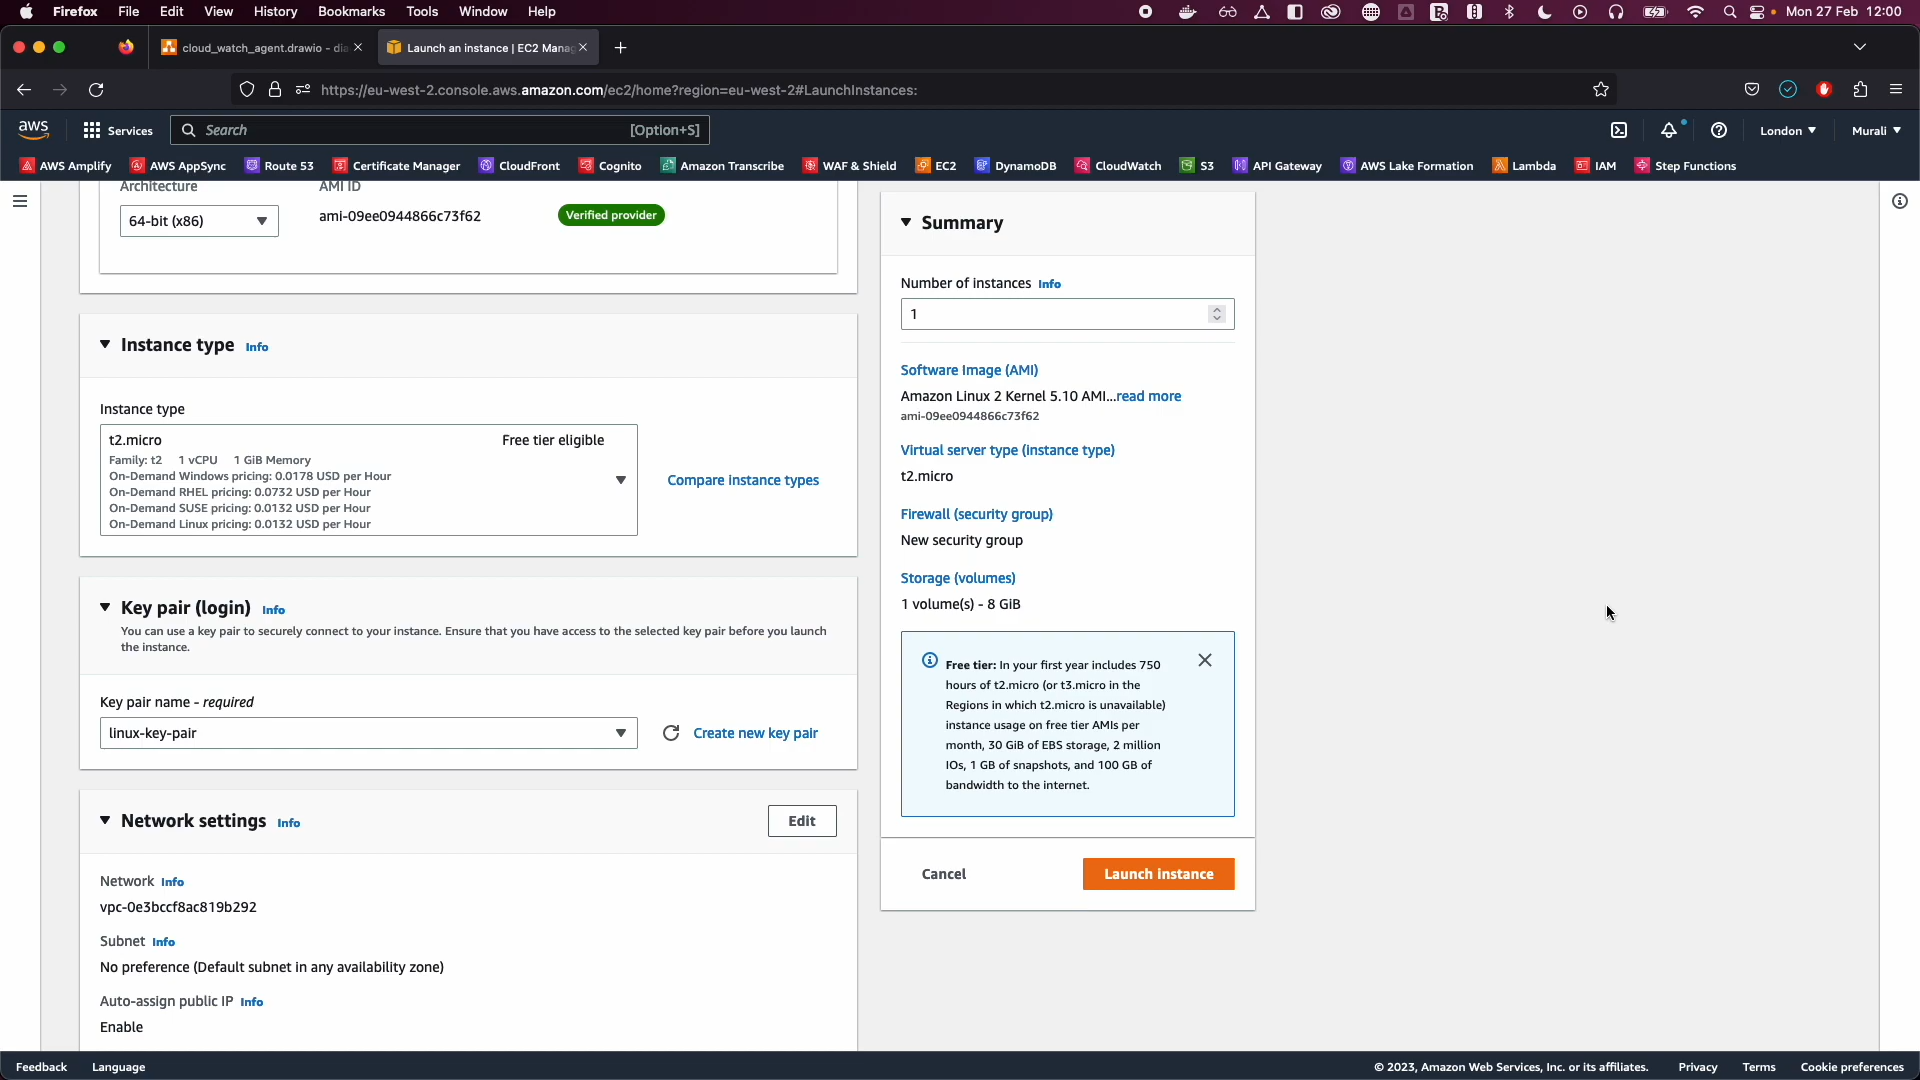 Firefox File Edit View History Bookmarks Tools Window Help Mon 27 Feb 12:00
cloud_watch_agent.drawio - dia Launch an instance | EC2 Manag
https://eu-west-2.console.aws.amazon.com/ec2/home?region=eu-west-2#LaunchInstances:
aws Services Search [Option+S] London Murali
AWS Amplify AWS AppSync Route 53 Certificate Manager CloudFront Cognito Amazon Transcribe WAF & Shield EC2 DynamoDB CloudWatch S3 API Gateway AWS Lake Formation Lambda IAM Step Functions
Architecture AMI ID
64-bit (x86) ami-09ee0944866c73f62 Verified provider
Instance type Info
Instance type
t2.micro Free tier eligible
Family: t2 1 vCPU 1 GiB Memory
On-Demand Windows pricing: 0.0178 USD per Hour
On-Demand RHEL pricing: 0.0732 USD per Hour
On-Demand SUSE pricing: 0.0132 USD per Hour
On-Demand Linux pricing: 0.0132 USD per Hour
Compare instance types
Key pair (login) Info
You can use a key pair to securely connect to your instance. Ensure that you have access to the selected key pair before you launch
the instance.
Key pair name - required
linux-key-pair Create new key pair
Network settings Info Edit
Network Info
vpc-0e3bccf8ac819b292
Subnet Info
No preference (Default subnet in any availability zone)
Auto-assign public IP Info
Enable
Summary
Number of instances Info
1
Software Image (AMI)
Amazon Linux 2 Kernel 5.10 AMI...read more
ami-09ee0944866c73f62
Virtual server type (instance type)
t2.micro
Firewall (security group)
New security group
Storage (volumes)
1 volume(s) - 8 GiB
Free tier: In your first year includes 750
hours of t2.micro (or t3.micro in the
Regions in which t2.micro is unavailable)
instance usage on free tier AMIs per
month, 30 GiB of EBS storage, 2 million
IOs, 1 GB of snapshots, and 100 GB of
bandwidth to the internet.
Cancel Launch instance
Feedback Language © 2023, Amazon Web Services, Inc. or its affiliates. Privacy Terms Cookie preferences